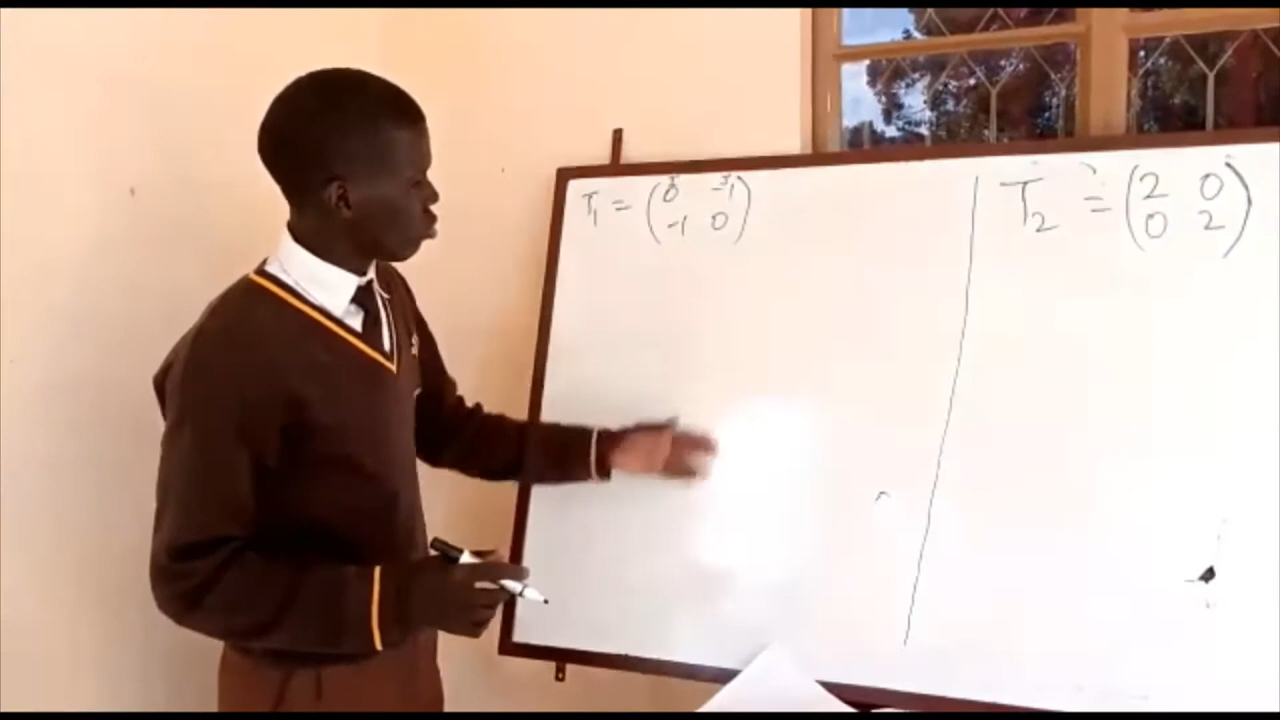 T₁ = (0 -1
-1 0)
T₂ = (2 0
0 2)